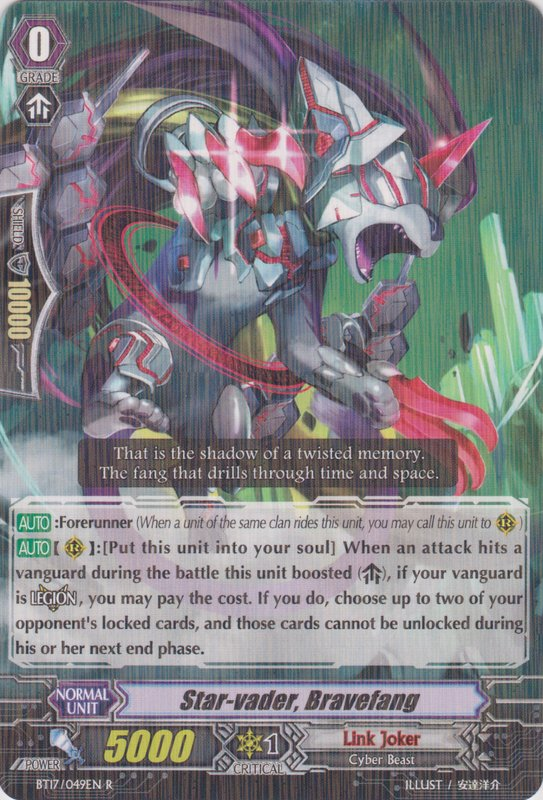 0
GRADE
SHIELD
10000
That is the shadow of a twisted memory.
The fang that drills through time and space.
AUTO:Forerunner (When a unit of the same clan rides this unit, you may call this unit to R)
AUTO[ R ]:[Put this unit into your soul] When an attack hits a
vanguard during the battle this unit boosted ( ), if your vanguard
is LEGION, you may pay the cost. If you do, choose up to two of your
opponent's locked cards, and those cards cannot be unlocked during
his or her next end phase.
NORMAL
UNIT
Star-vader, Bravefang
POWER
5000
1
CRITICAL
Link Joker
Cyber Beast
BT17/049EN R
ILLUST / 安達洋介